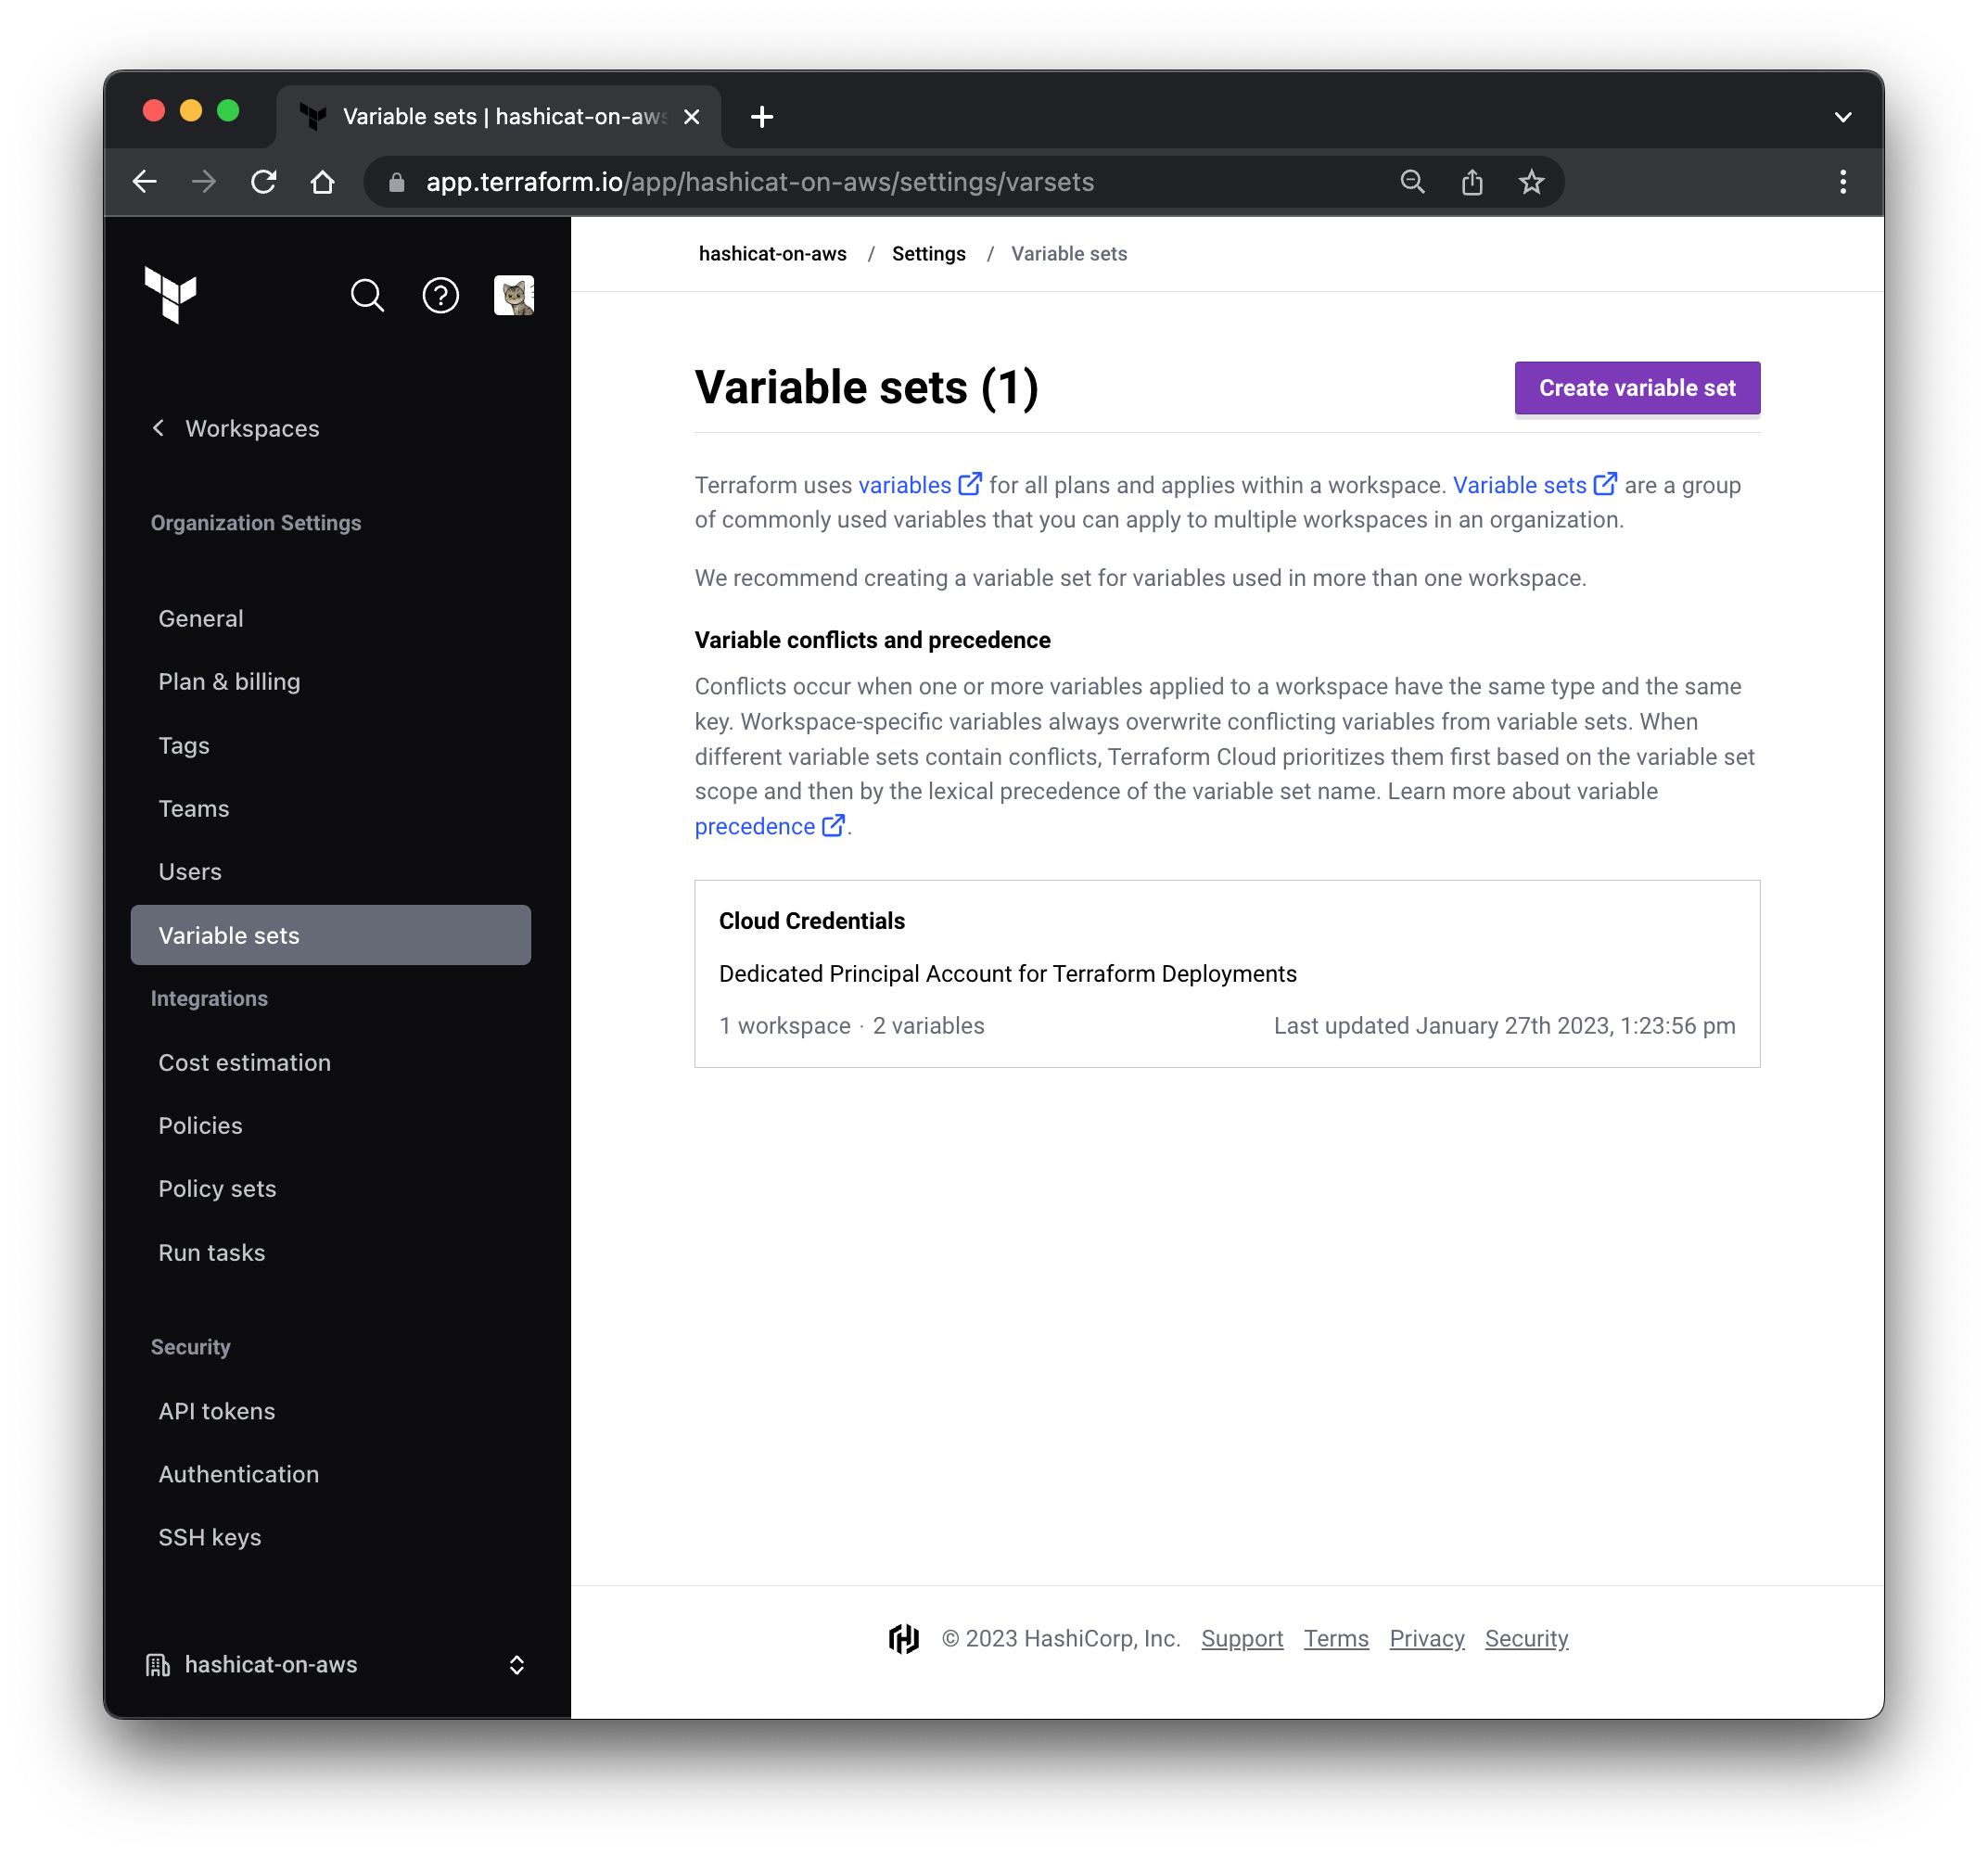 Variable sets | hashicat-on-aws
app.terraform.io/app/hashicat-on-aws/settings/varsets
Workspaces
Organization Settings
General
Plan & billing
Tags
Teams
Users
Variable sets
Integrations
Cost estimation
Policies
Policy sets
Run tasks
Security
API tokens
Authentication
SSH keys
hashicat-on-aws
hashicat-on-aws / Settings / Variable sets
Variable sets (1)
Create variable set
Terraform uses variables for all plans and applies within a workspace. Variable sets are a group
of commonly used variables that you can apply to multiple workspaces in an organization.
We recommend creating a variable set for variables used in more than one workspace.
Variable conflicts and precedence
Conflicts occur when one or more variables applied to a workspace have the same type and the same
key. Workspace-specific variables always overwrite conflicting variables from variable sets. When
different variable sets contain conflicts, Terraform Cloud prioritizes them first based on the variable set
scope and then by the lexical precedence of the variable set name. Learn more about variable
precedence.
Cloud Credentials
Dedicated Principal Account for Terraform Deployments
1 workspace · 2 variables
Last updated January 27th 2023, 1:23:56 pm
© 2023 HashiCorp, Inc. Support Terms Privacy Security